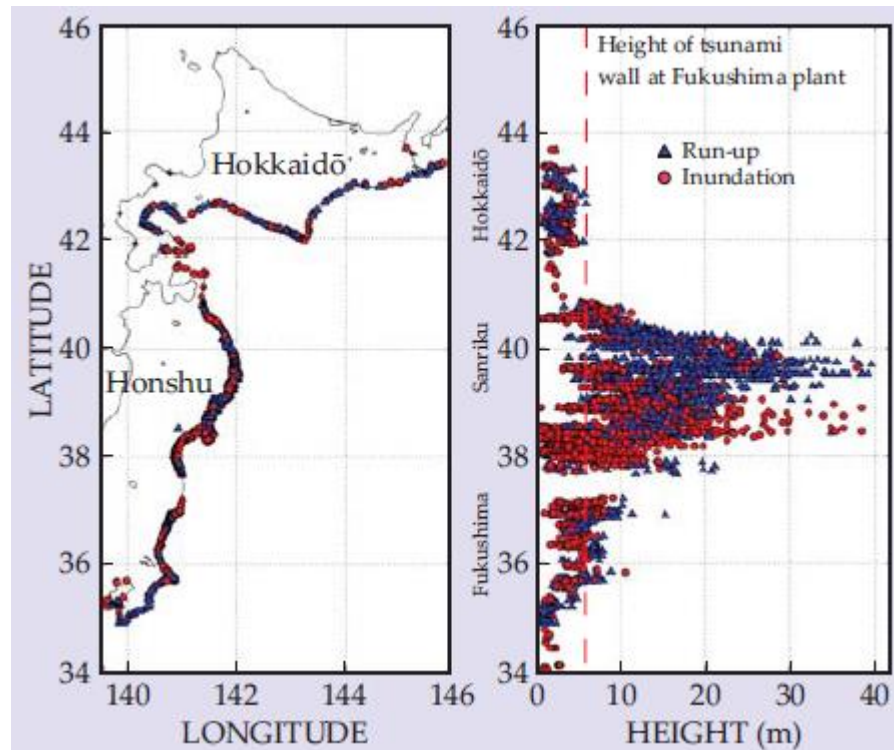 46
44
42
40
38
36
34
LATITUDE
Hokkaidō
Honshu
140
142
144
146
LONGITUDE
46
44
42
40
38
36
34
Hokkaidō
Sanriku
Fukushima
Height of tsunami
wall at Fukushima plant
Run-up
Inundation
0
10
20
30
40
HEIGHT (m)